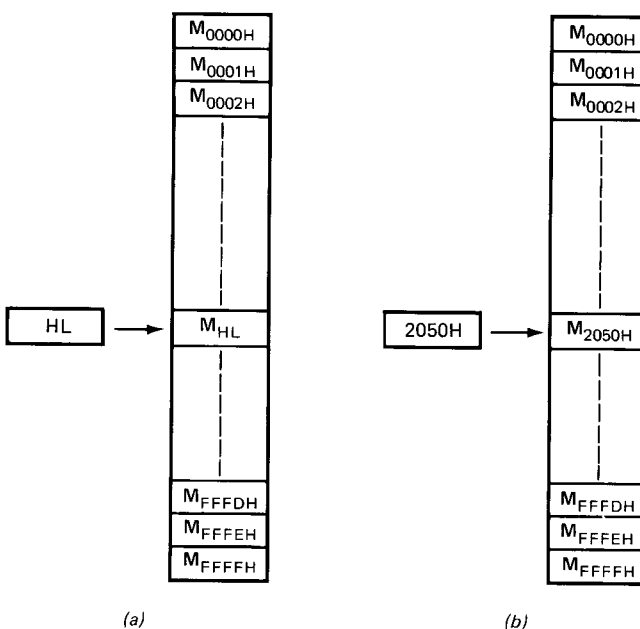 M0000H
M0001H
M0002H
HL
MHL
MFFFDH
MFFFEH
MFFFFH
(a)
M0000H
M0001H
M0002H
2050H
M2050H
MFFFDH
MFFFEH
MFFFFH
(b)